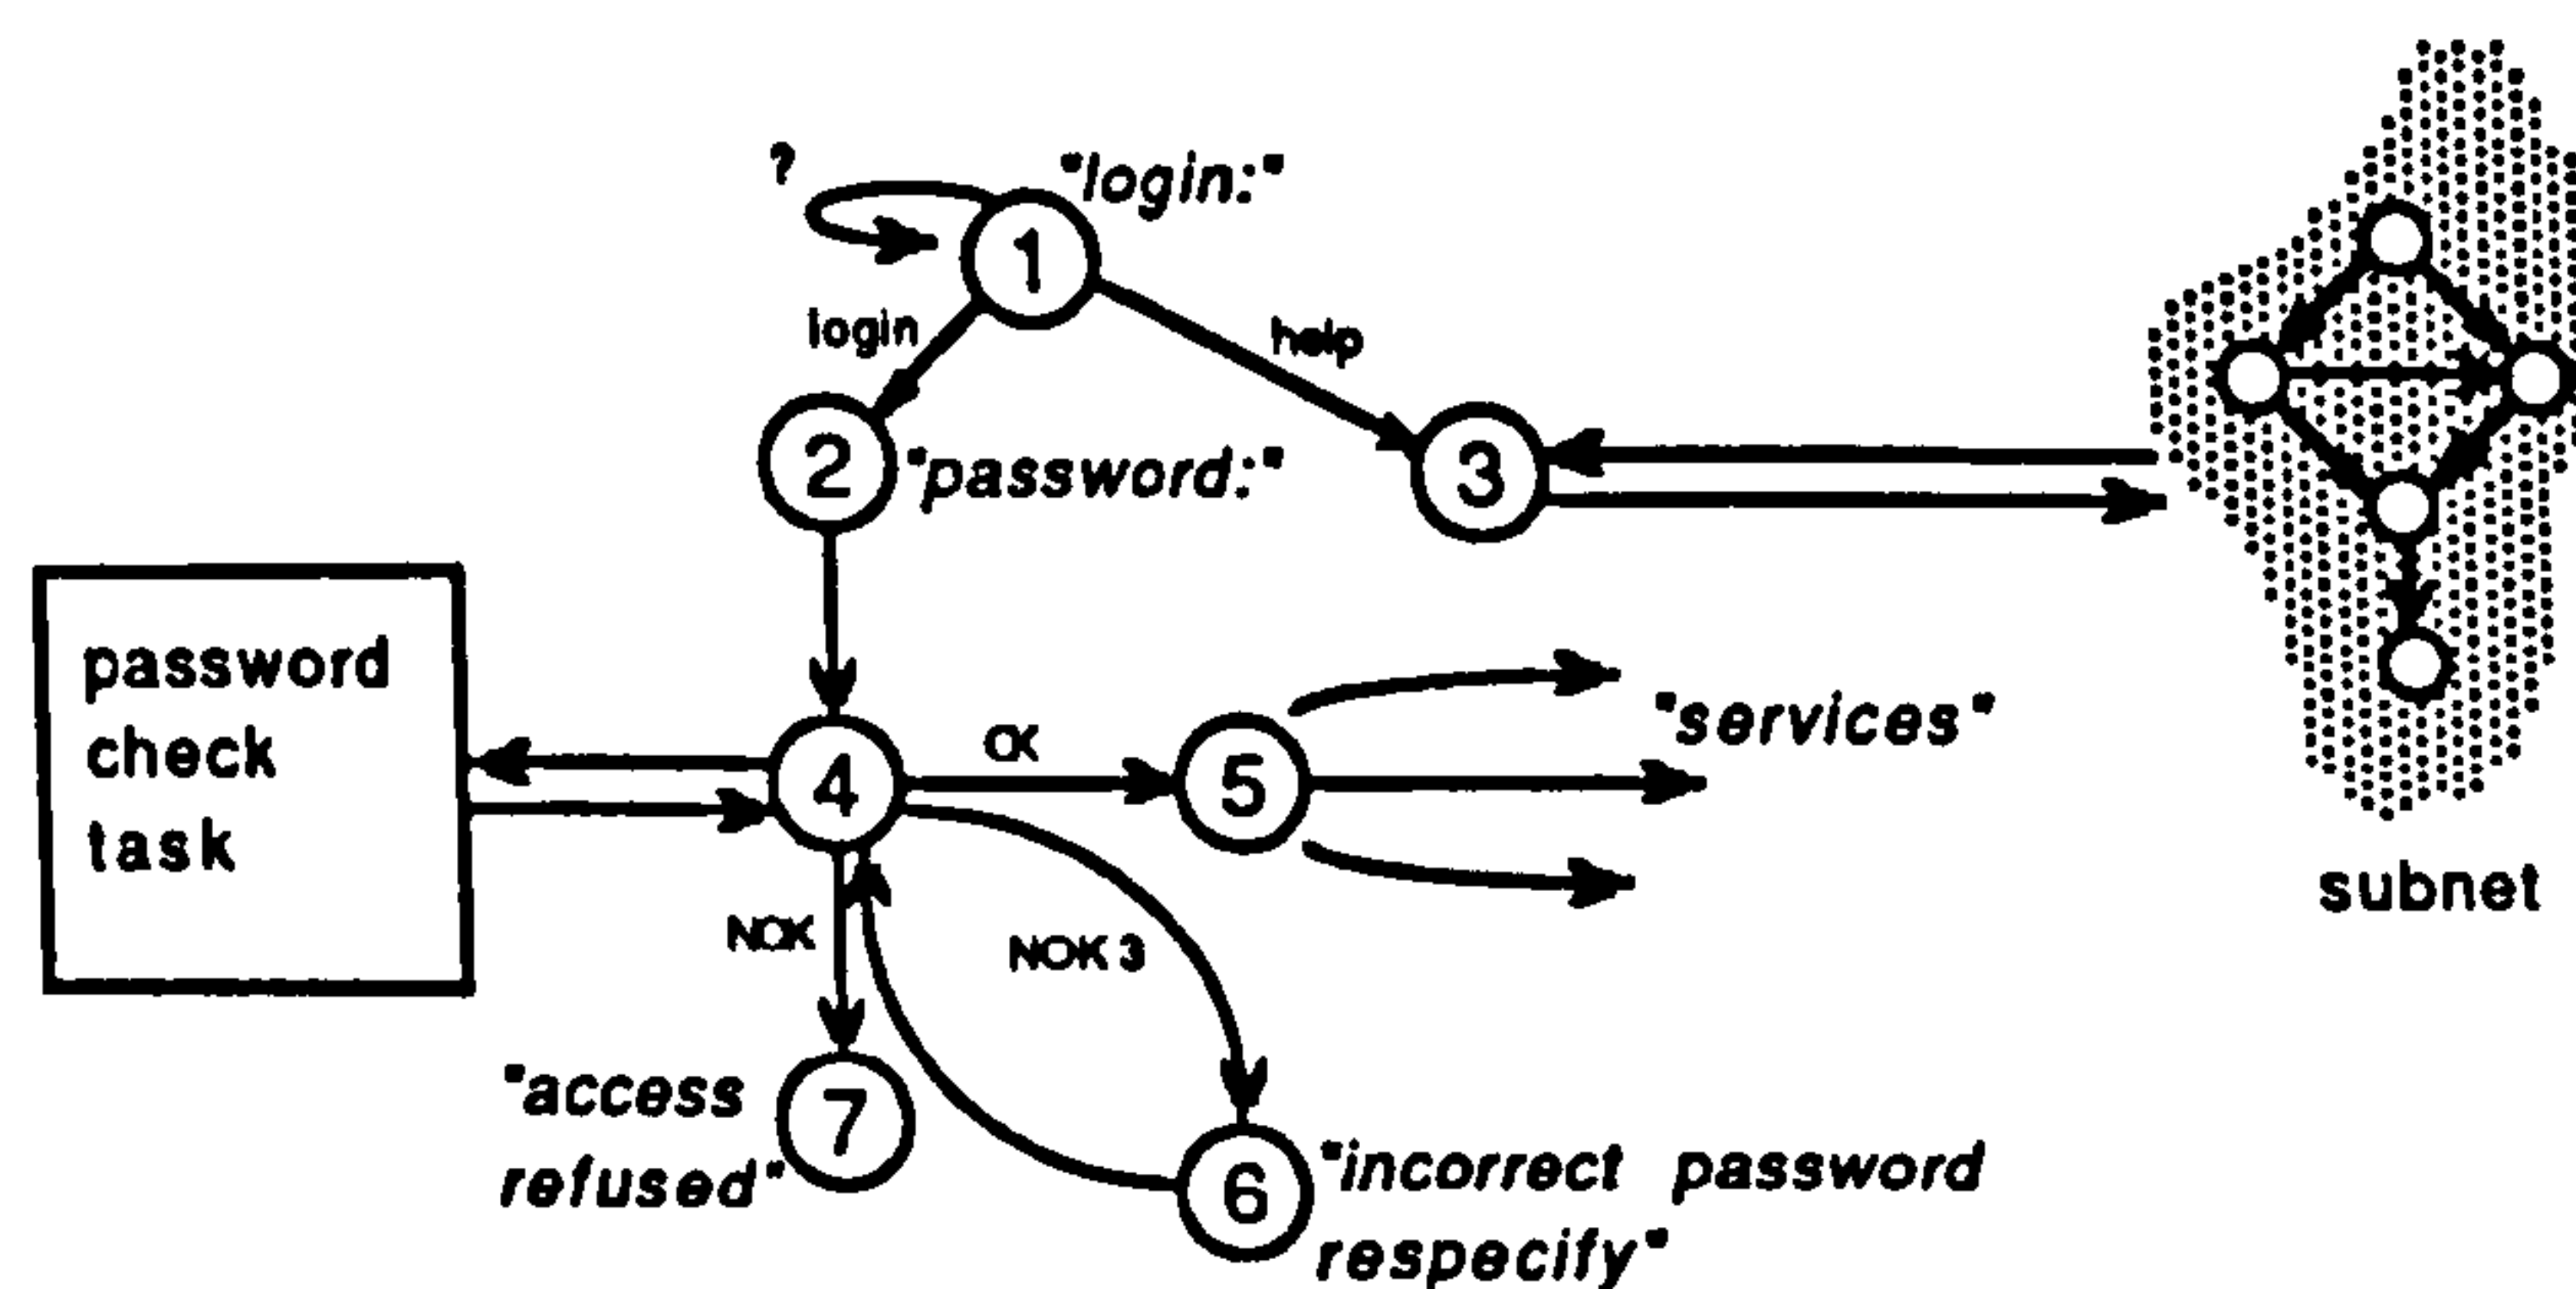 ?
"login:"
1
login
help
2
"password:"
3
password
check
task
4
OK
5
"services"
subnet
NOK
NOK 3
"access
refused"
7
6
"incorrect password
respecify"